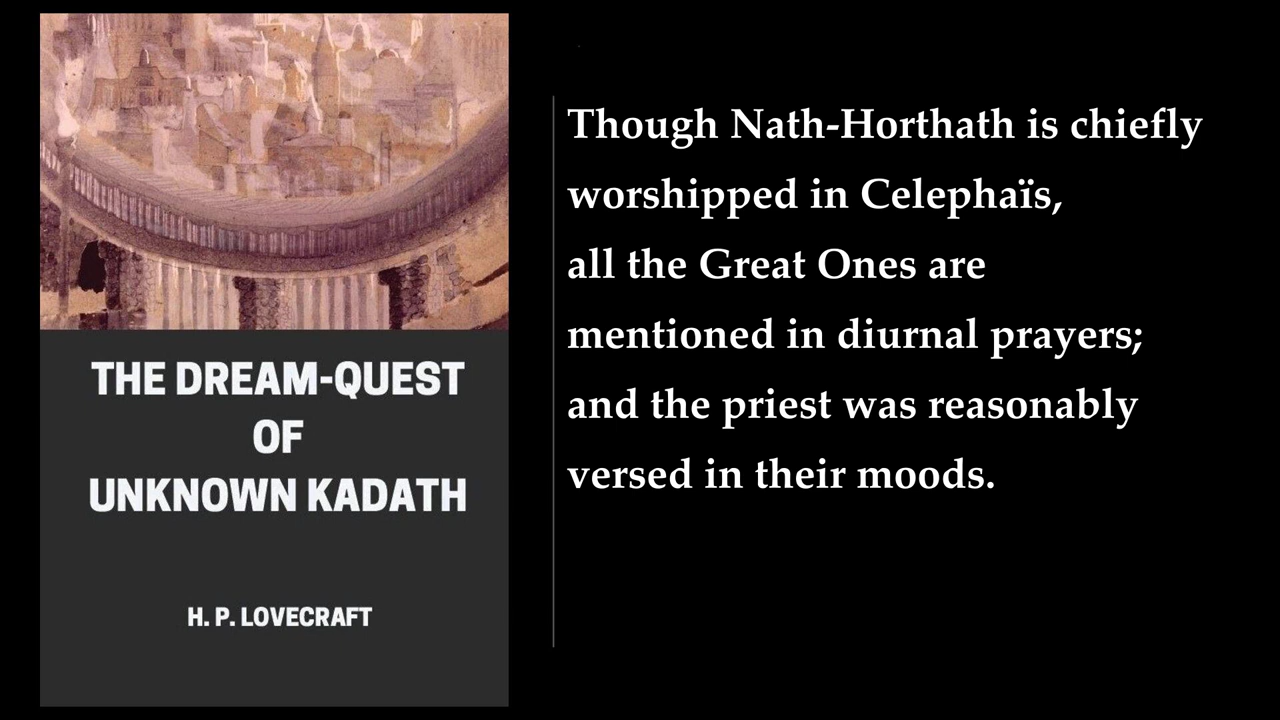 THE DREAM-QUEST
OF
UNKNOWN KADATH
H. P. LOVECRAFT
Though Nath-Horthath is chiefly
worshipped in Celephaïs,
all the Great Ones are
mentioned in diurnal prayers;
and the priest was reasonably
versed in their moods.